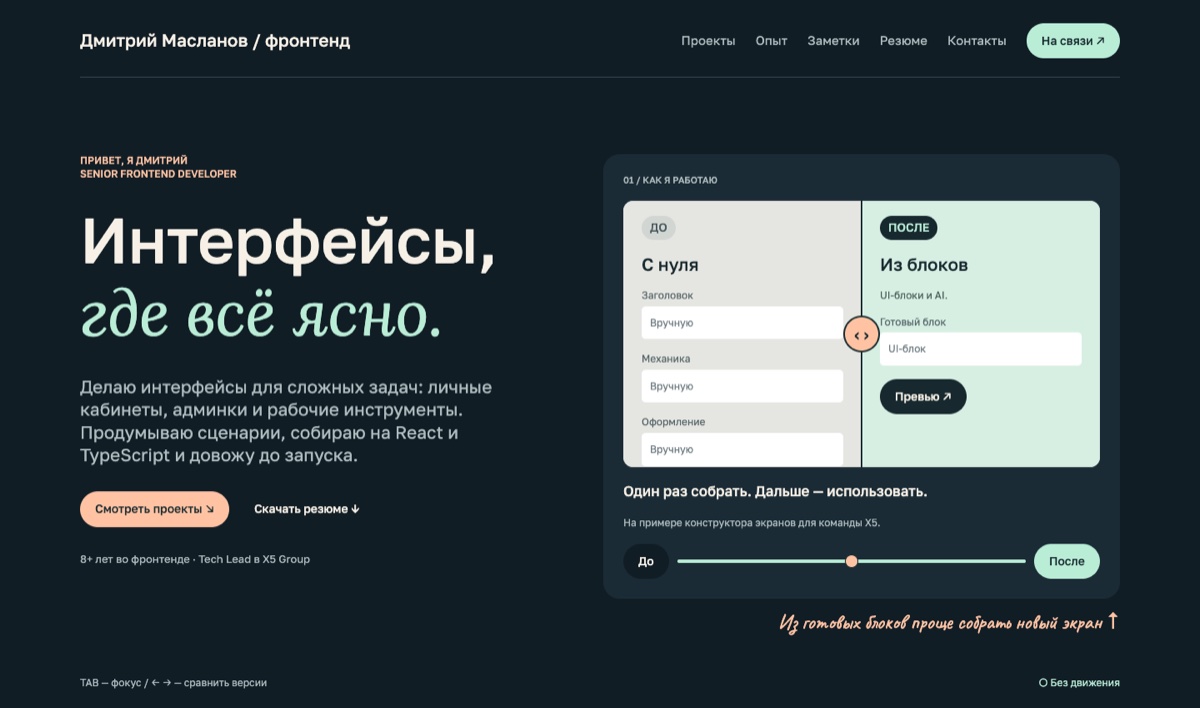 Дмитрий Масланов / фронтенд
Проекты Опыт Заметки Резюме Контакты На связи ↗
ПРИВЕТ, Я ДМИТРИЙ
SENIOR FRONTEND DEVELOPER
Интерфейсы,
где всё ясно.
Делаю интерфейсы для сложных задач: личные
кабинеты, админки и рабочие инструменты.
Продумываю сценарии, собираю на React и
TypeScript и довожу до запуска.
Смотреть проекты ↘ Скачать резюме ↓
8+ лет во фронтенде · Tech Lead в X5 Group
01 / КАК Я РАБОТАЮ
ДО
С нуля
Заголовок
Вручную
Механика
Вручную
Оформление
Вручную
ПОСЛЕ
Из блоков
UI-блоки и AI.
Готовый блок
UI-блок
Превью ↗
Один раз собрать. Дальше — использовать.
На примере конструктора экранов для команды X5.
До После
Из готовых блоков проще собрать новый экран ↑
TAB — фокус / ← → — сравнить версии
Без движения